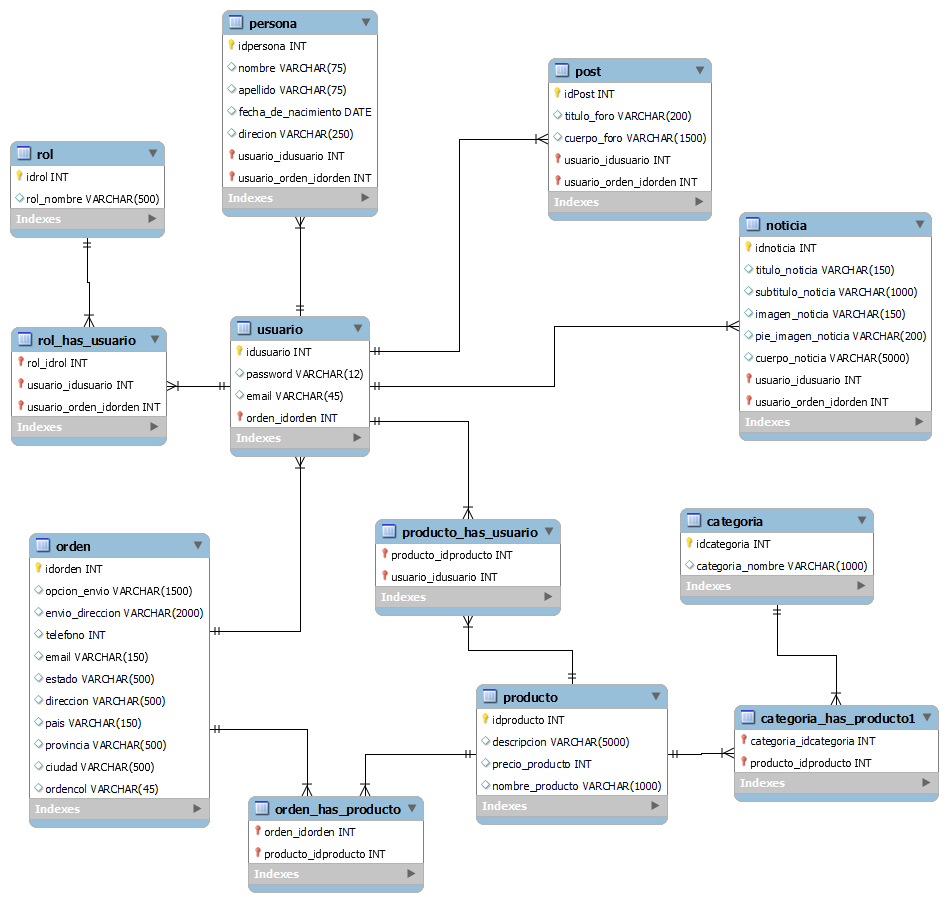 persona
idpersona INT
nombre VARCHAR(75)
apellido VARCHAR(75)
fecha_de_nacimiento DATE
direcion VARCHAR(250)
usuario_idusuario INT
usuario_orden_idorden INT
Indexes
post
idPost INT
titulo_foro VARCHAR(200)
cuerpo_foro VARCHAR(1500)
usuario_idusuario INT
usuario_orden_idorden INT
Indexes
rol
idrol INT
rol_nombre VARCHAR(500)
Indexes
noticia
idnoticia INT
titulo_noticia VARCHAR(150)
subtitulo_noticia VARCHAR(1000)
imagen_noticia VARCHAR(150)
pie_imagen_noticia VARCHAR(200)
cuerpo_noticia VARCHAR(5000)
usuario_idusuario INT
usuario_orden_idorden INT
Indexes
rol_has_usuario
rol_idrol INT
usuario_idusuario INT
usuario_orden_idorden INT
Indexes
usuario
idusuario INT
password VARCHAR(12)
email VARCHAR(45)
orden_idorden INT
Indexes
orden
idorden INT
opcion_envio VARCHAR(1500)
envio_direccion VARCHAR(2000)
telefono INT
email VARCHAR(150)
estado VARCHAR(500)
direccion VARCHAR(500)
pais VARCHAR(150)
provincia VARCHAR(500)
ciudad VARCHAR(500)
ordencol VARCHAR(45)
Indexes
producto_has_usuario
producto_idproducto INT
usuario_idusuario INT
Indexes
categoria
idcategoria INT
categoria_nombre VARCHAR(1000)
Indexes
producto
idproducto INT
descripcion VARCHAR(5000)
precio_producto INT
nombre_producto VARCHAR(1000)
Indexes
categoria_has_producto1
categoria_idcategoria INT
producto_idproducto INT
Indexes
orden_has_producto
orden_idorden INT
producto_idproducto INT
Indexes